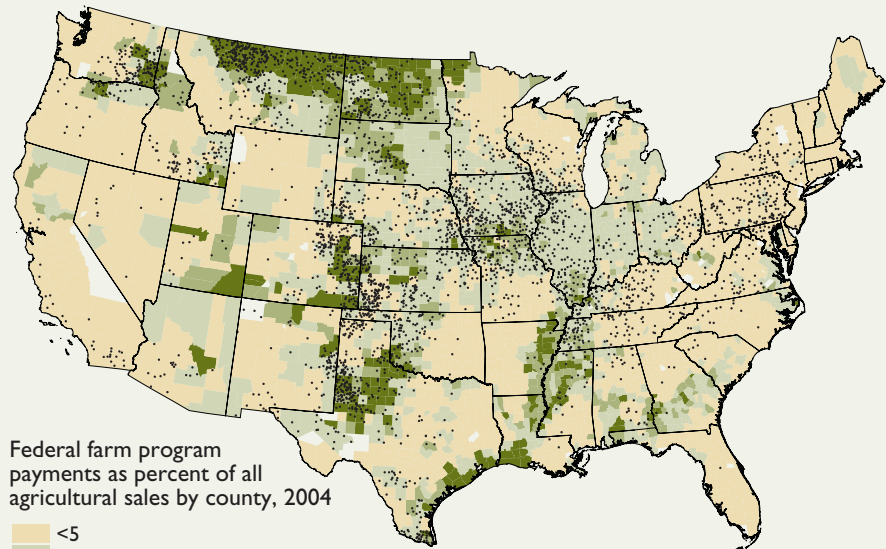 Federal farm program
payments as percent of all
agricultural sales by county, 2004
<5